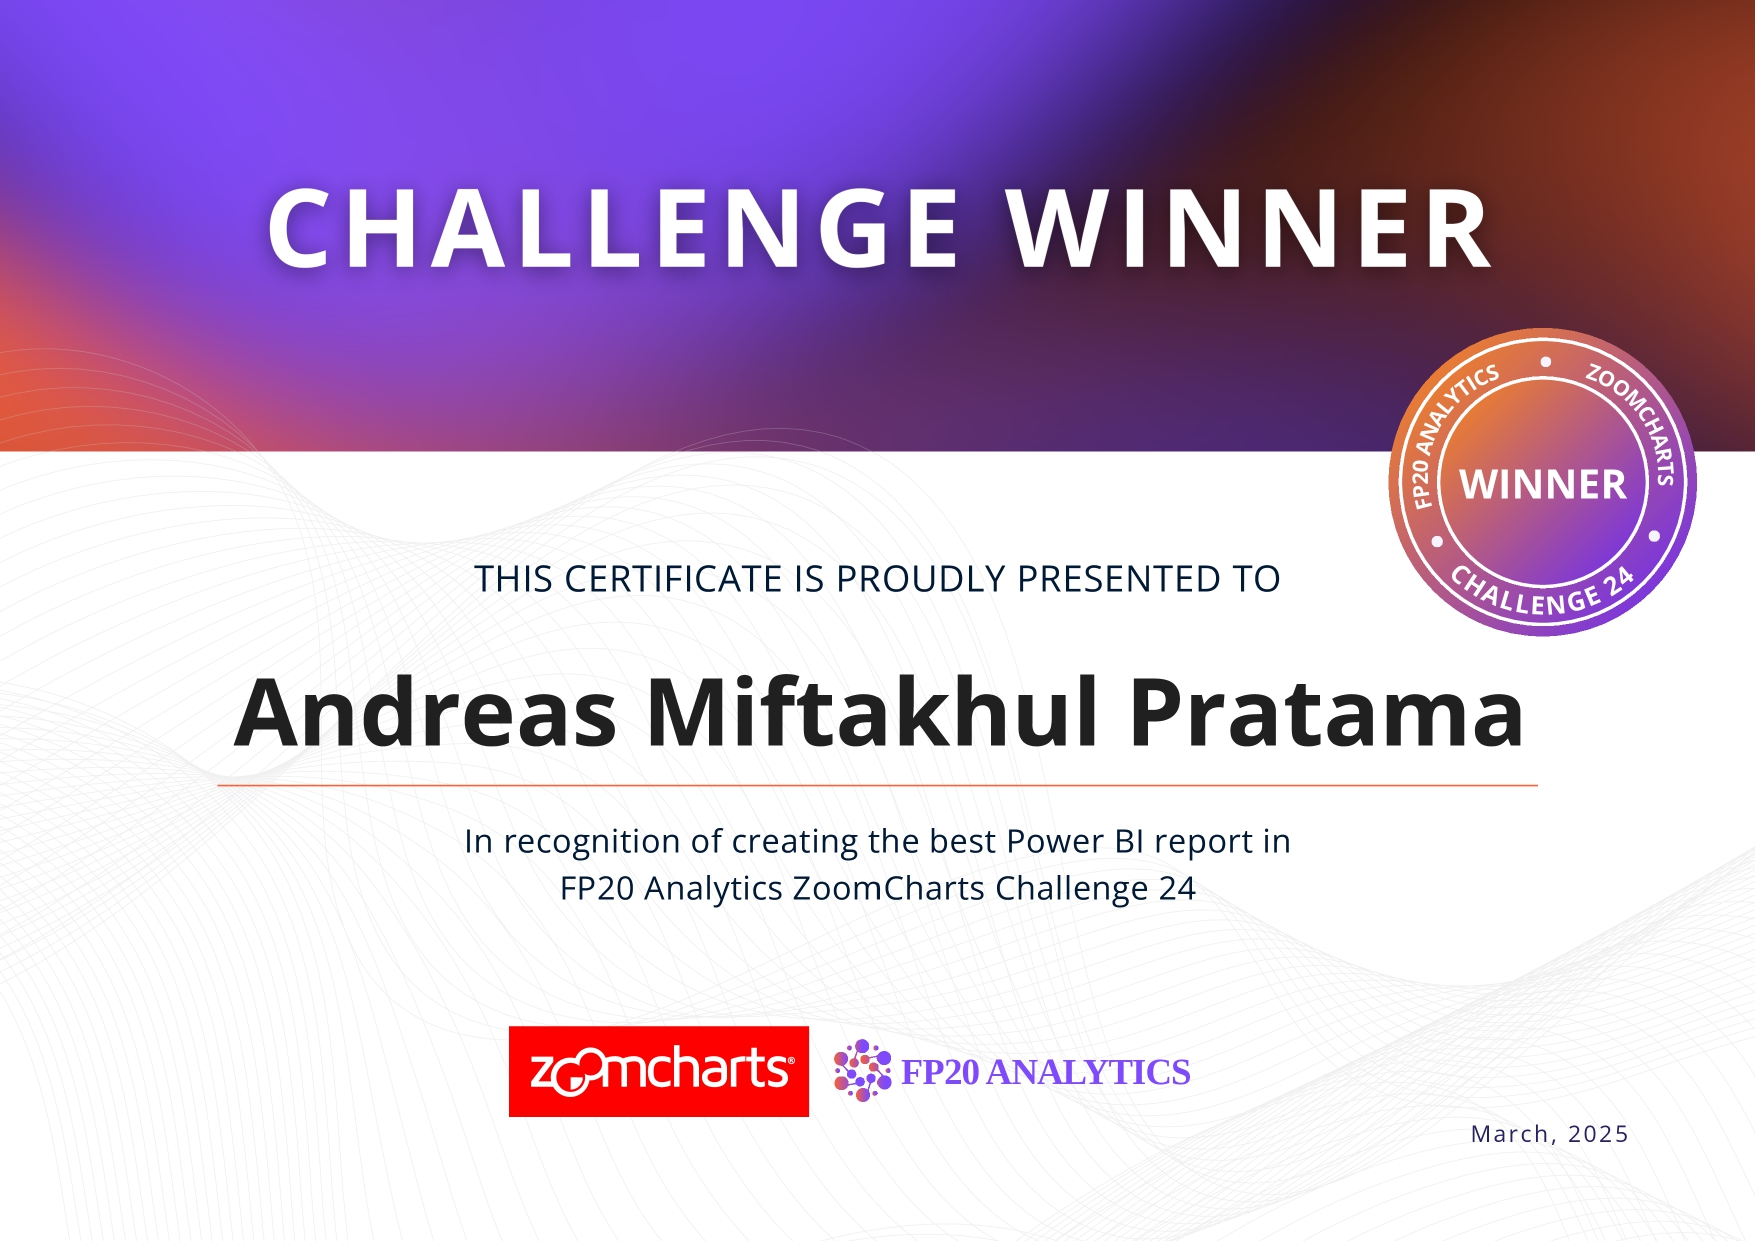 CHALLENGE WINNER
FP20 ANALYTICS • ZOOMCHARTS
WINNER
• CHALLENGE 24 •
THIS CERTIFICATE IS PROUDLY PRESENTED TO
Andreas Miftakhul Pratama
In recognition of creating the best Power BI report in
FP20 Analytics ZoomCharts Challenge 24
zoomcharts®
FP20 ANALYTICS
March, 2025